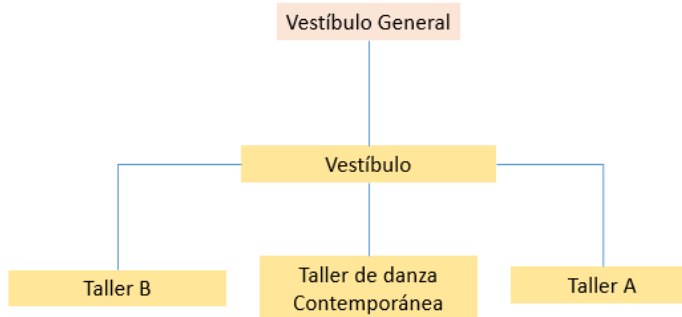 Vestíbulo General
Vestíbulo
Taller B
Taller de danza
Contemporánea
Taller A